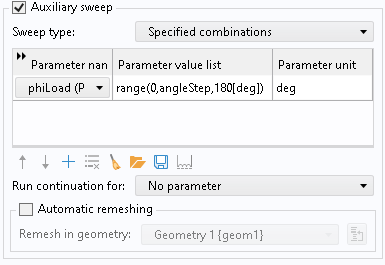 Auxiliary sweep
Sweep type: Specified combinations
Parameter nan Parameter value list Parameter unit
phiLoad (P range(0,angleStep,180[deg]) deg
Run continuation for: No parameter
Automatic remeshing
Remesh in geometry: Geometry 1 {geom1}